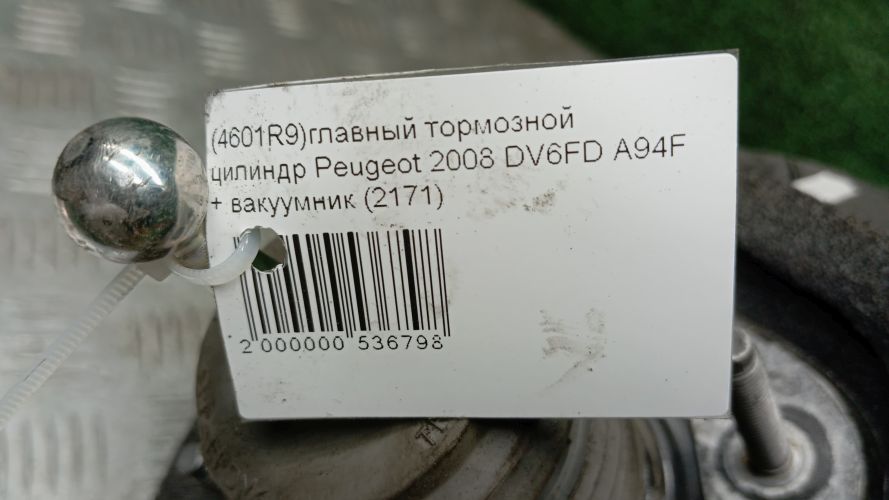 (4601R9)главный тормозной
цилиндр Peugeot 2008 DV6FD A94F
+ вакуумник (2171)
2 000000 536798